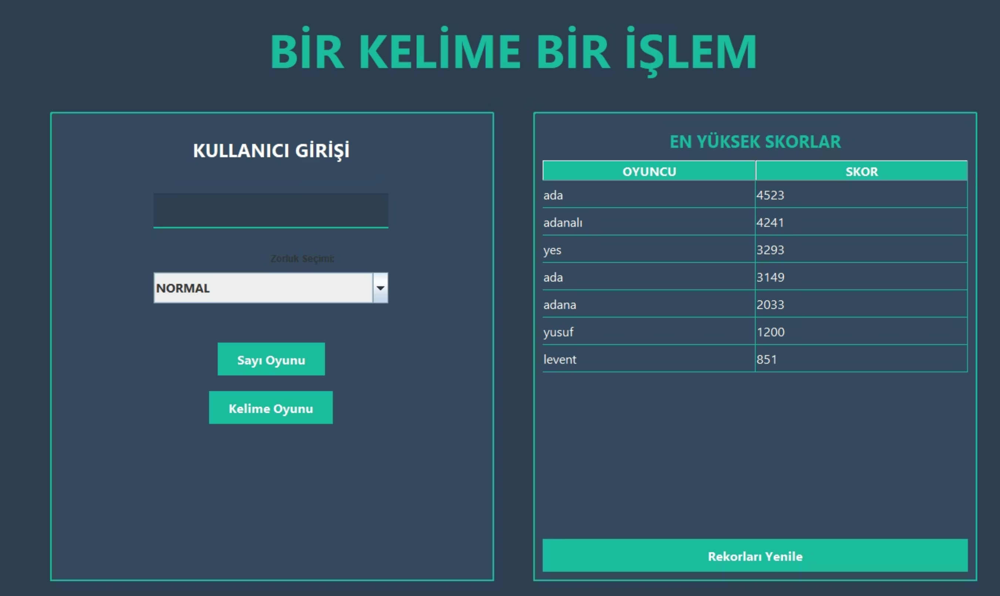 BİR KELİME BİR İŞLEM
KULLANICI GİRİŞİ
Zorluk Seçimi:
NORMAL
Sayı Oyunu
Kelime Oyunu
EN YÜKSEK SKORLAR
OYUNCU SKOR
ada 4523
adanalı 4241
yes 3293
ada 3149
adana 2033
yusuf 1200
levent 851
Rekorları Yenile